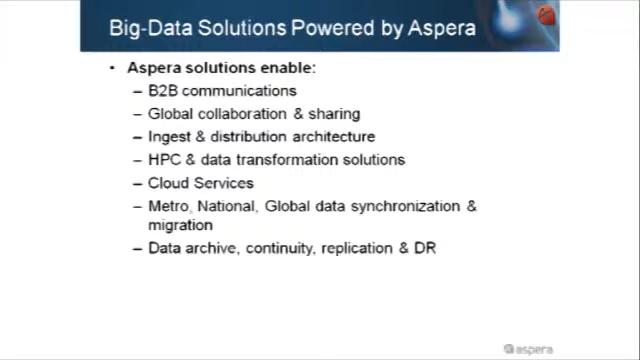 Big-Data Solutions Powered by Aspera
• Aspera solutions enable:
– B2B communications
– Global collaboration & sharing
– Ingest & distribution architecture
– HPC & data transformation solutions
– Cloud Services
– Metro, National, Global data synchronization &
migration
– Data archive, continuity, replication & DR
aspera